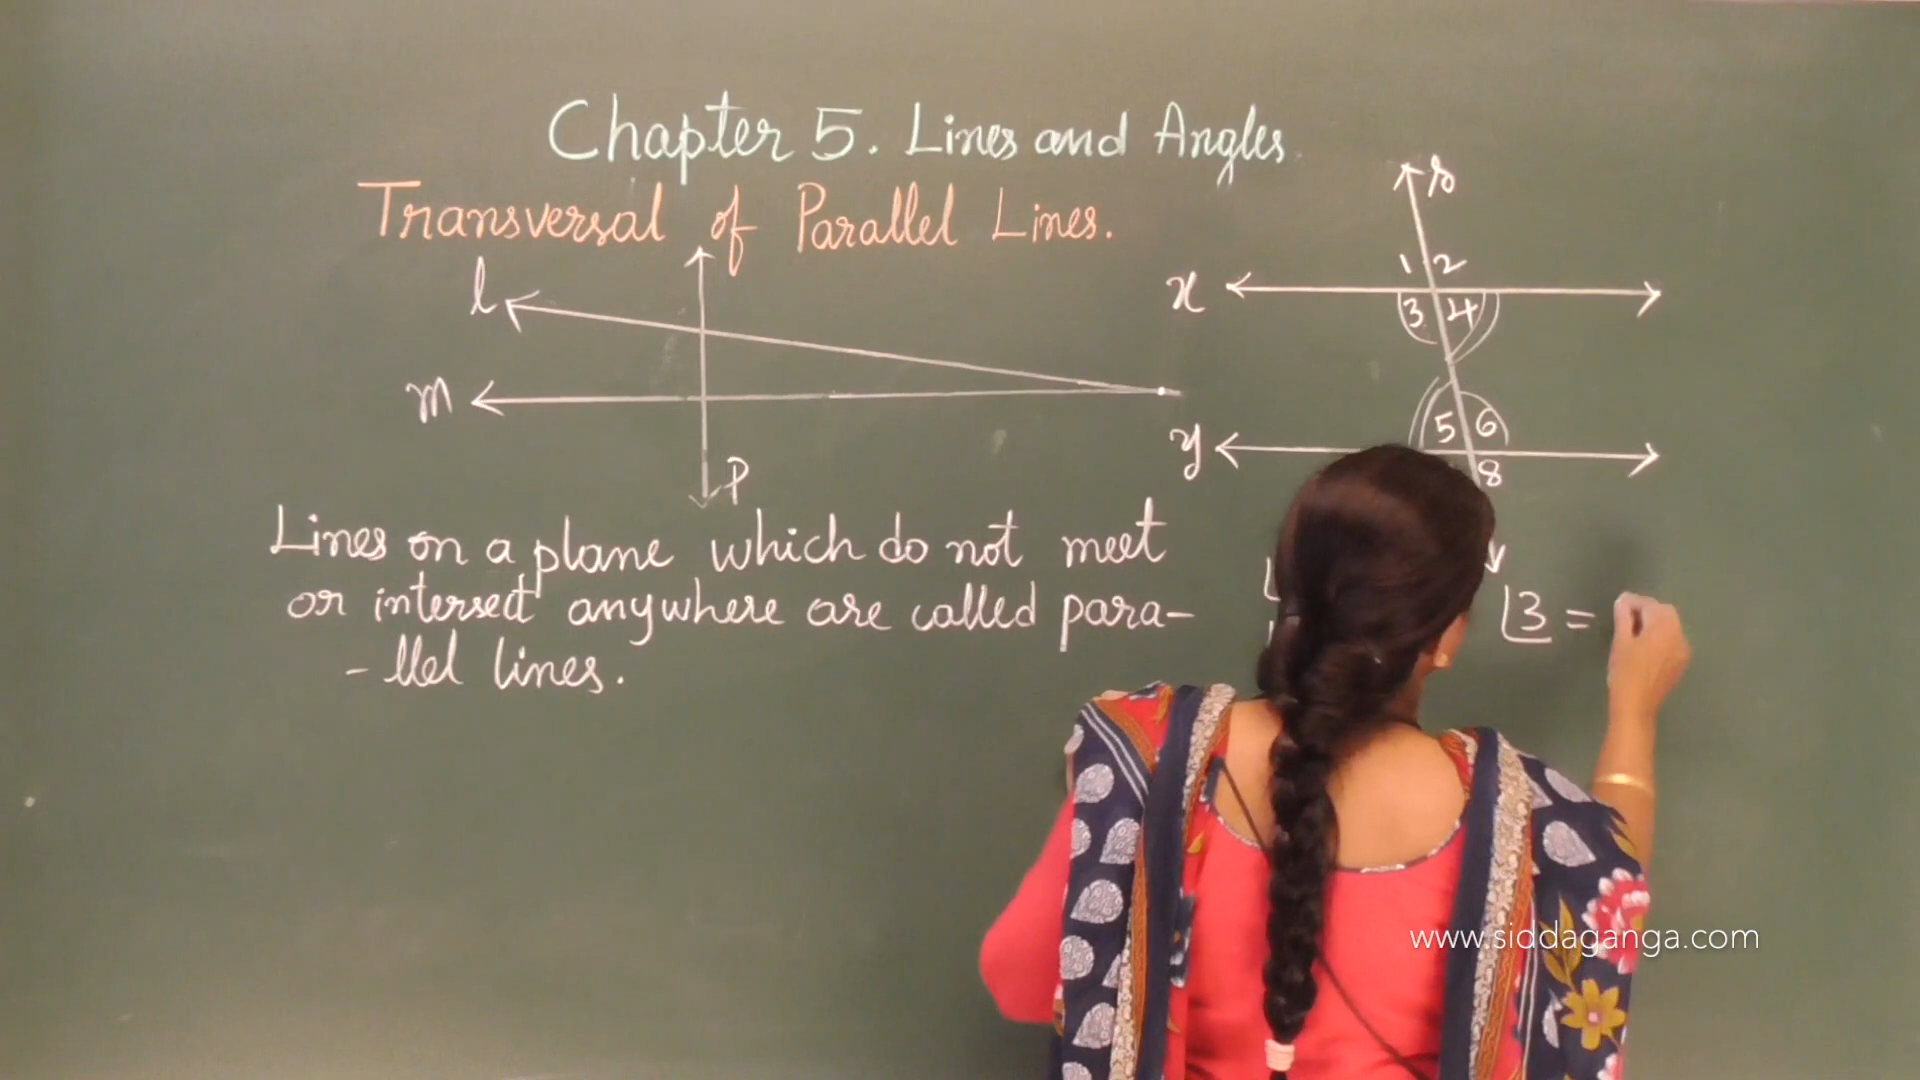 Chapter 5. Lines and Angles
Transversal of Parallel Lines.
l
m
P
x
y
1 2
3 4
5 6
8
Lines on a plane which do not meet
or intersect anywhere are called para-
-llel lines.
∠3 =
www.siddaganga.com